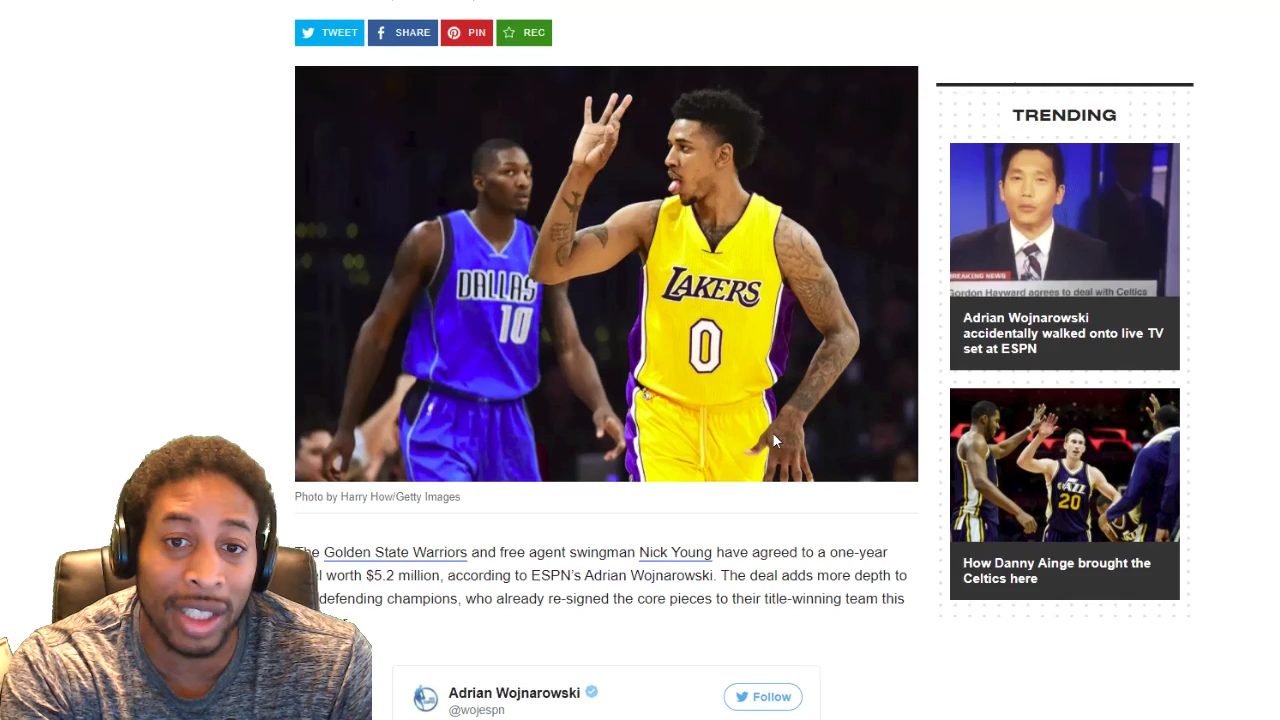 TWEET
SHARE
PIN
REC
DALLAS
10
LAKERS
0
Photo by Harry How/Getty Images
The Golden State Warriors and free agent swingman Nick Young have agreed to a one-year
worth $5.2 million, according to ESPN's Adrian Wojnarowski. The deal adds more depth to
defending champions, who already re-signed the core pieces to their title-winning team this
Adrian Wojnarowski
@wojespn
Follow
TRENDING
BREAKING NEWS
Gordon Hayward agrees to deal with Celtics
Adrian Wojnarowski
accidentally walked onto live TV
set at ESPN
JAZZ
20
How Danny Ainge brought the
Celtics here